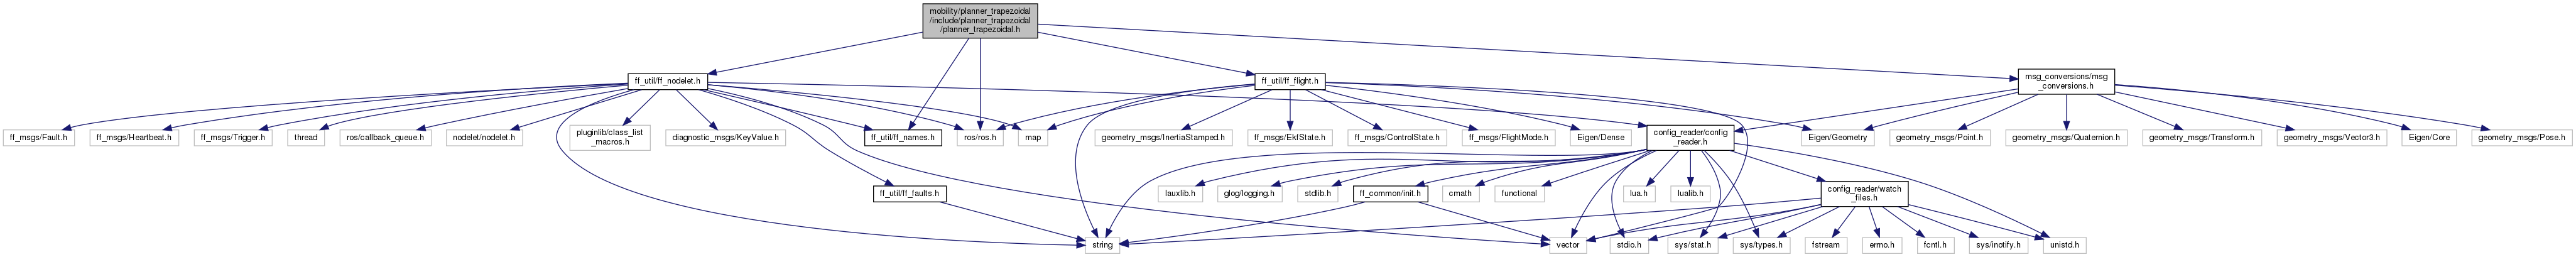 mobility/planner_trapezoidal
/include/planner_trapezoidal
/planner_trapezoidal.h
ff_util/ff_nodelet.h
ff_util/ff_flight.h
msg_conversions/msg
_conversions.h
ff_msgs/Fault.h
ff_msgs/Heartbeat.h
ff_msgs/Trigger.h
thread
ros/callback_queue.h
nodelet/nodelet.h
pluginlib/class_list
_macros.h
diagnostic_msgs/KeyValue.h
ff_util/ff_names.h
ros/ros.h
map
geometry_msgs/InertiaStamped.h
ff_msgs/EkfState.h
ff_msgs/ControlState.h
ff_msgs/FlightMode.h
Eigen/Dense
config_reader/config
_reader.h
Eigen/Geometry
geometry_msgs/Point.h
geometry_msgs/Quaternion.h
geometry_msgs/Transform.h
geometry_msgs/Vector3.h
Eigen/Core
geometry_msgs/Pose.h
ff_util/ff_faults.h
lauxlib.h
glog/logging.h
stdlib.h
ff_common/init.h
cmath
functional
lua.h
lualib.h
config_reader/watch
_files.h
string
vector
stdio.h
sys/stat.h
sys/types.h
fstream
errno.h
fcntl.h
sys/inotify.h
unistd.h